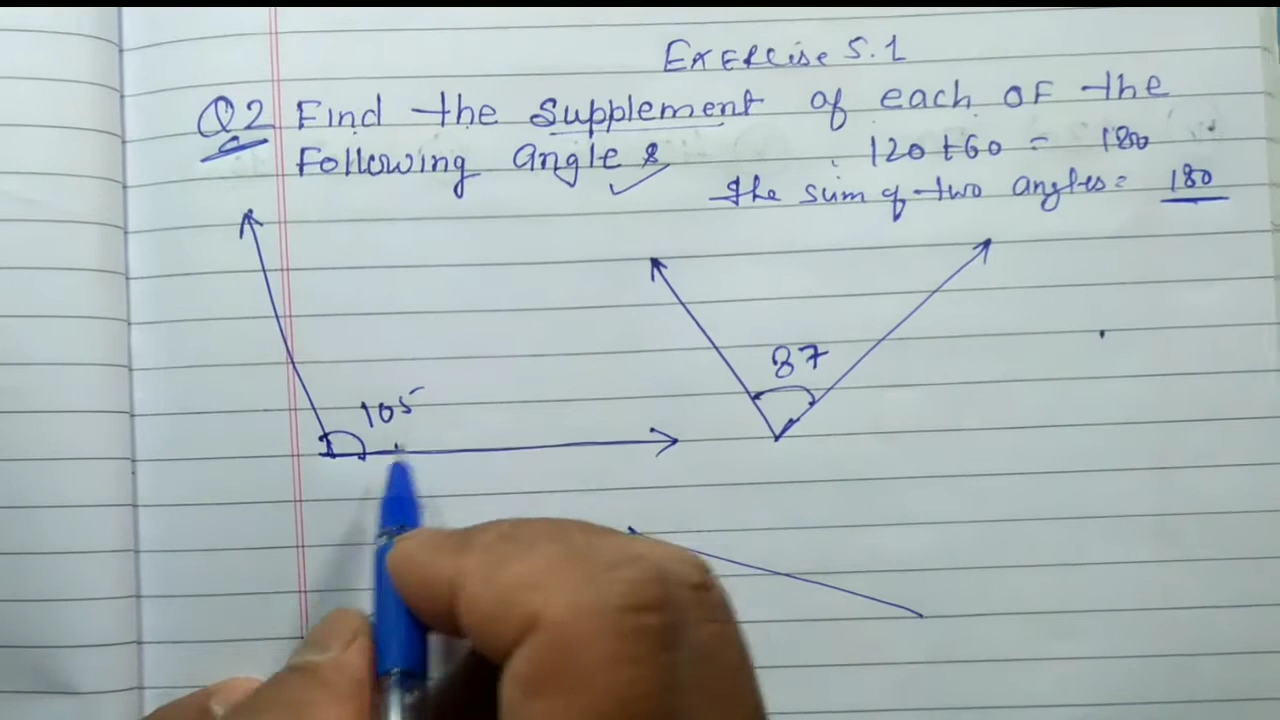 Exercise 5.1
Q2 Find the Supplement of each of the
Following angles
120+60 = 180
The sum of two angles = 180
105
87